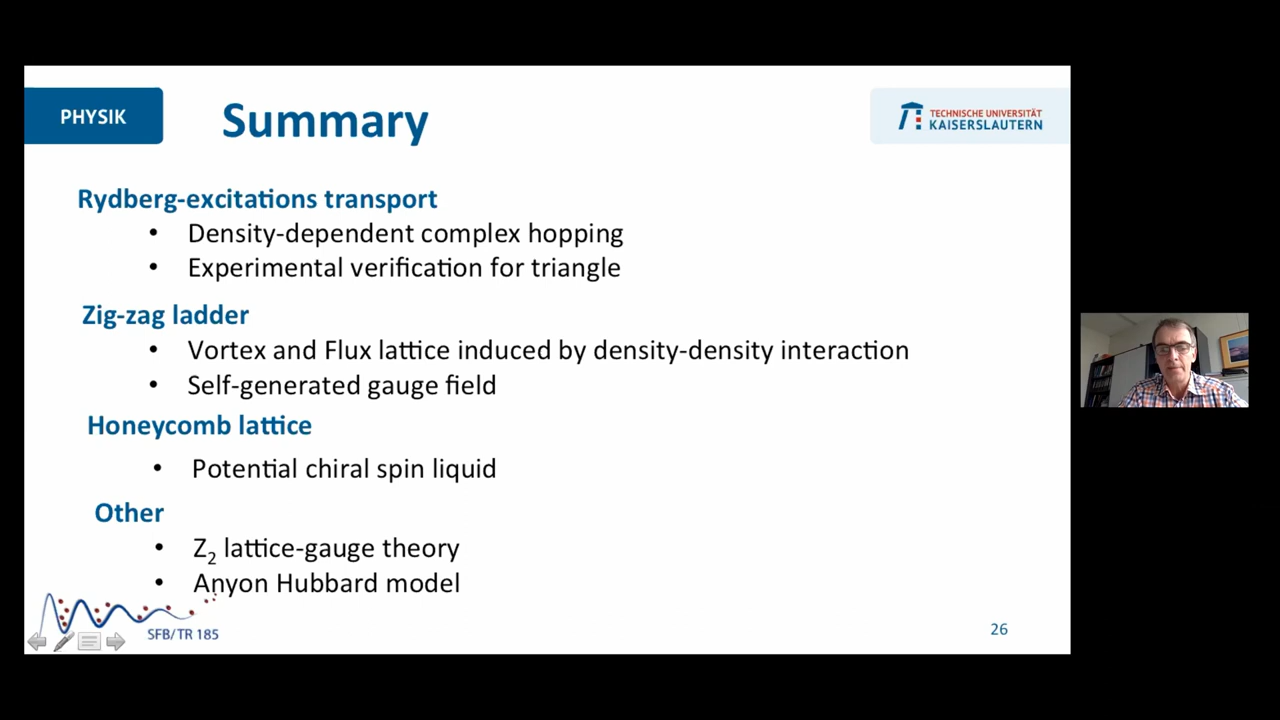 PHYSIK
Summary
TECHNISCHE UNIVERSITÄT
KAISERSLAUTERN
Rydberg-excitations transport
• Density-dependent complex hopping
• Experimental verification for triangle
Zig-zag ladder
• Vortex and Flux lattice induced by density-density interaction
• Self-generated gauge field
Honeycomb lattice
• Potential chiral spin liquid
Other
• Z₂ lattice-gauge theory
• Anyon Hubbard model
SFB/TR 185
26